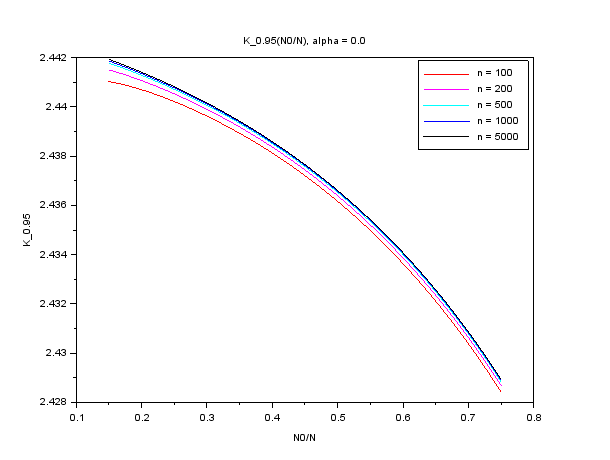 K_0.95(N0/N), alpha = 0.0
n = 100
n = 200
n = 500
n = 1000
n = 5000
2.442
2.44
2.438
2.436
2.434
2.432
2.43
2.428
K_0.95
0.1 0.2 0.3 0.4 0.5 0.6 0.7 0.8
N0/N